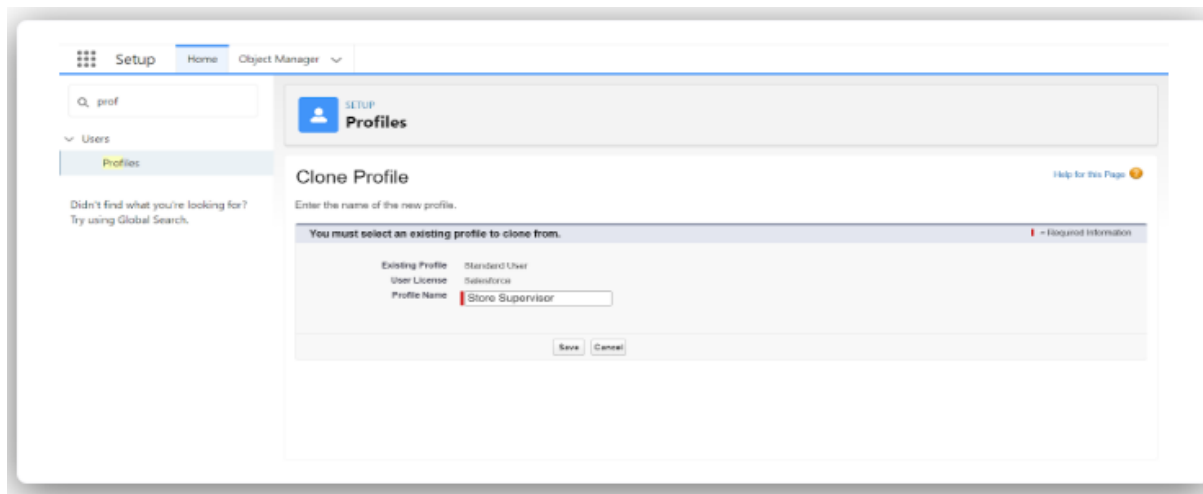 Setup Home Object Manager
prof
SETUP
Profiles
Users
Profiles
Didn't find what you're looking for?
Try using Global Search.
Clone Profile
Help for this Page
Enter the name of the new profile.
You must select an existing profile to clone from.
= Required Information
Existing Profile Standard User
User License Salesforce
Profile Name Store Supervisor
Save Cancel